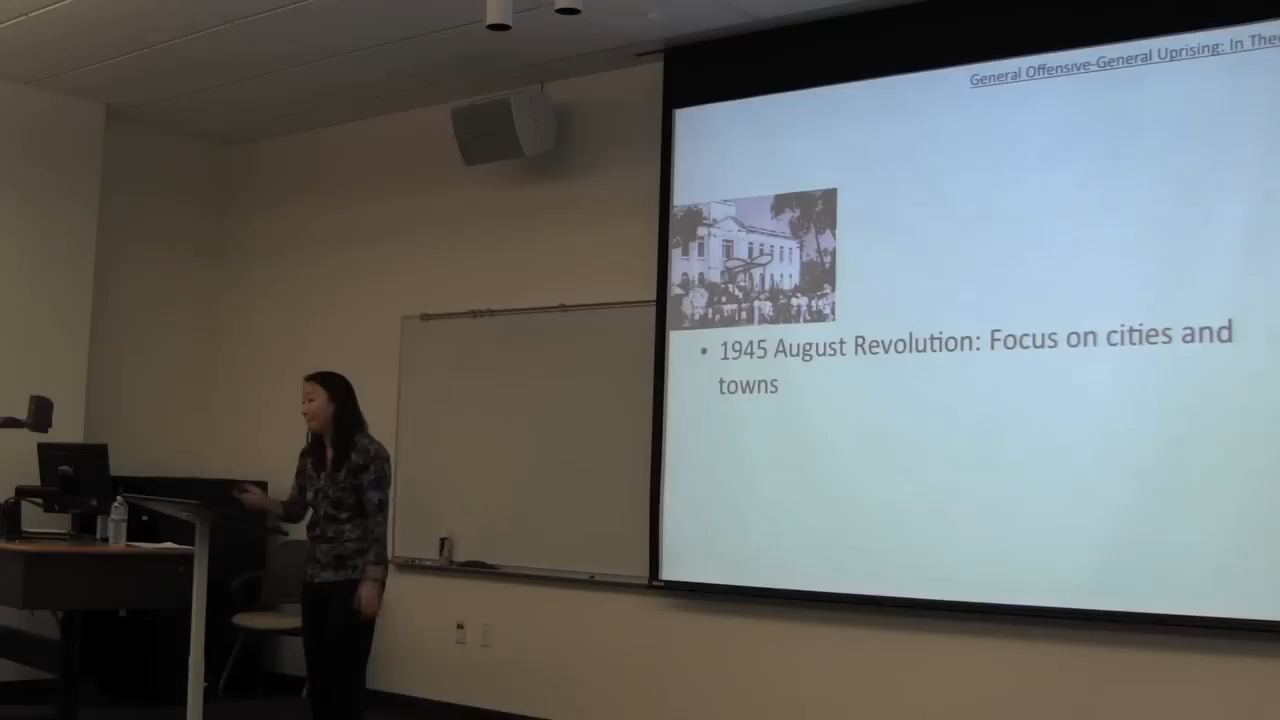 General Offensive-General Uprising: In The
• 1945 August Revolution: Focus on cities and
towns